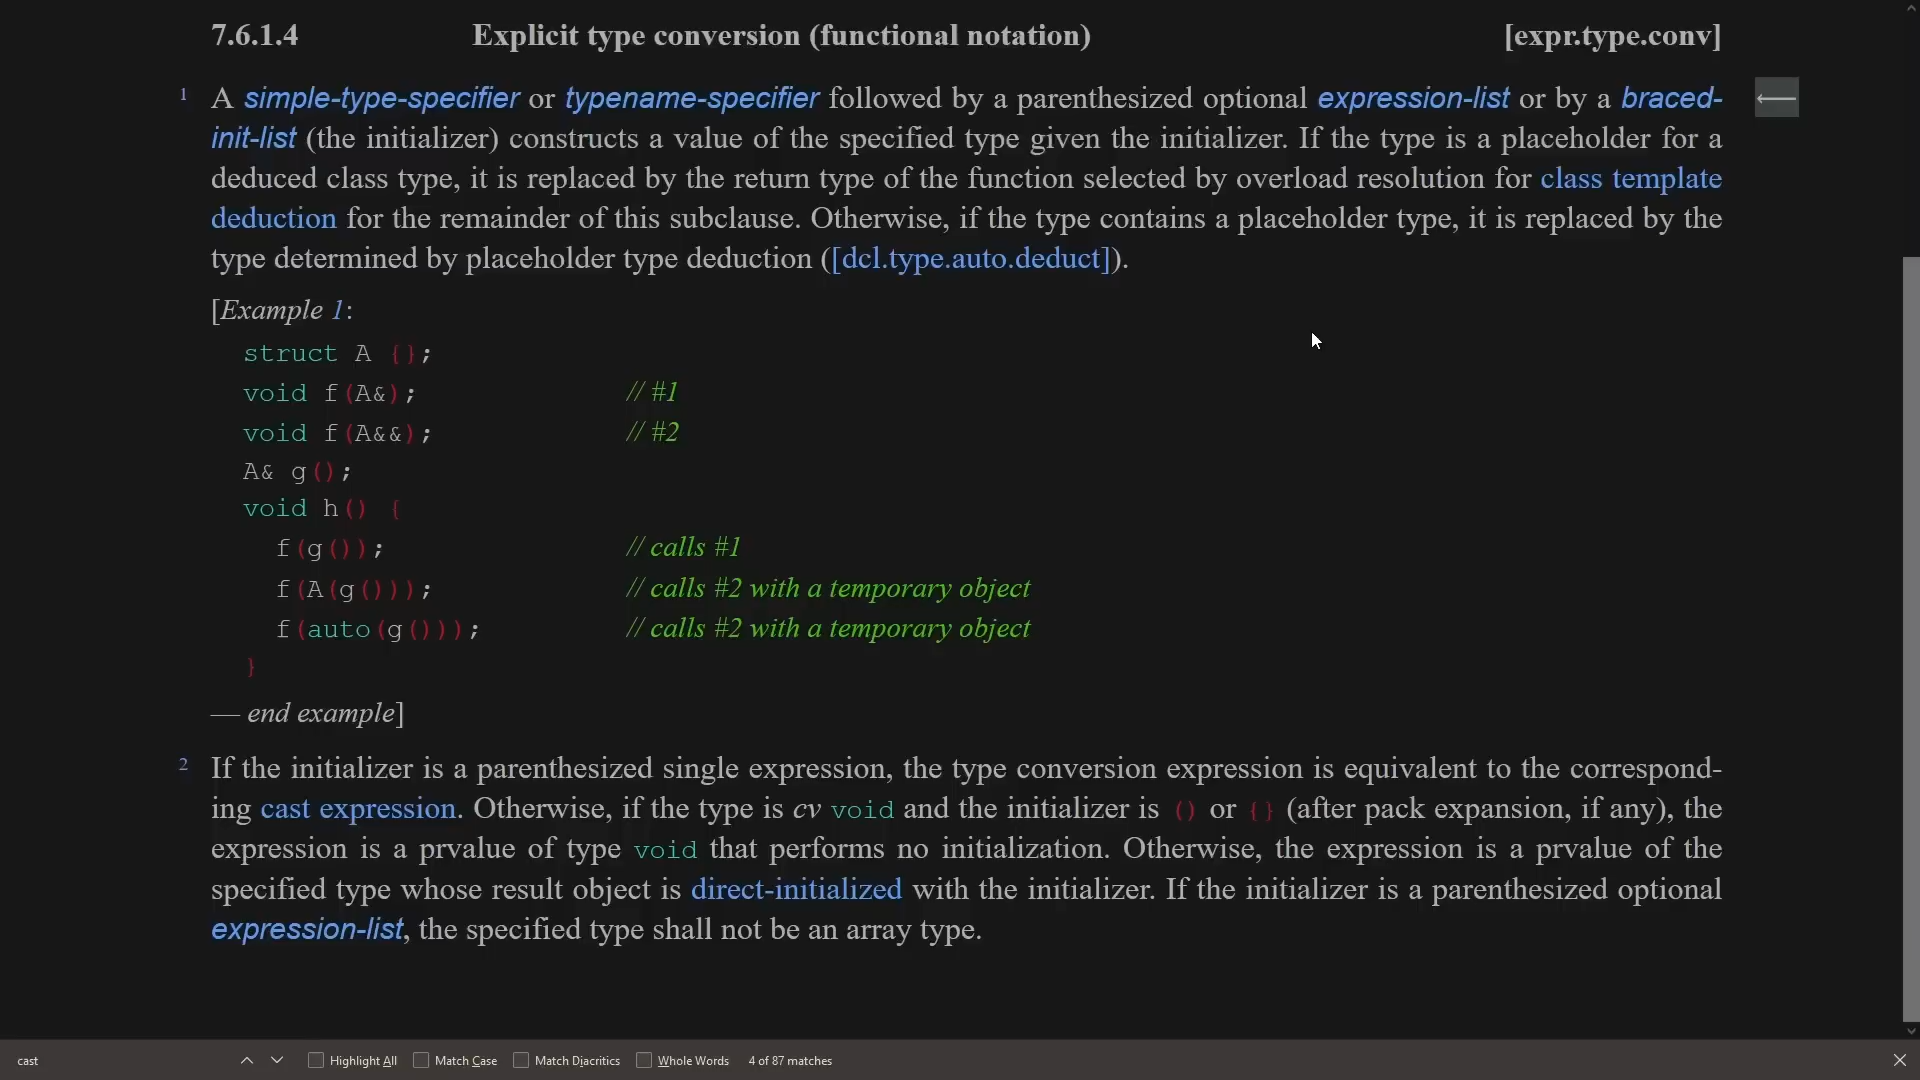 7.6.1.4 Explicit type conversion (functional notation) [expr.type.conv]
1 A simple-type-specifier or typename-specifier followed by a parenthesized optional expression-list or by a braced-
init-list (the initializer) constructs a value of the specified type given the initializer. If the type is a placeholder for a
deduced class type, it is replaced by the return type of the function selected by overload resolution for class template
deduction for the remainder of this subclause. Otherwise, if the type contains a placeholder type, it is replaced by the
type determined by placeholder type deduction ([dcl.type.auto.deduct]).
[Example 1:
struct A {};
void f(A&); // #1
void f(A&&); // #2
A& g();
void h() {
f(g()); // calls #1
f(A(g())); // calls #2 with a temporary object
f(auto(g())); // calls #2 with a temporary object
}
— end example]
2 If the initializer is a parenthesized single expression, the type conversion expression is equivalent to the correspond-
ing cast expression. Otherwise, if the type is cv void and the initializer is () or {} (after pack expansion, if any), the
expression is a prvalue of type void that performs no initialization. Otherwise, the expression is a prvalue of the
specified type whose result object is direct-initialized with the initializer. If the initializer is a parenthesized optional
expression-list, the specified type shall not be an array type.
cast Highlight All Match Case Match Diacritics Whole Words 4 of 87 matches